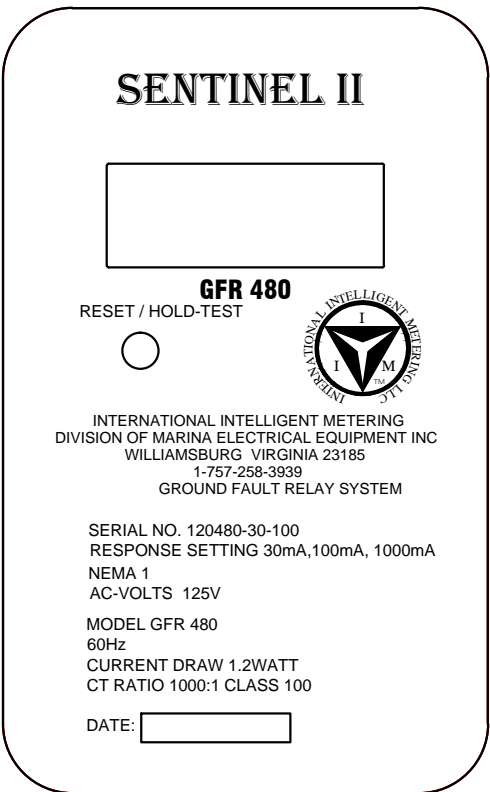 SENTINEL II
GFR 480
RESET / HOLD-TEST
INTERNATIONAL INTELLIGENT METERING LLC
I
I M
TM
INTERNATIONAL INTELLIGENT METERING
DIVISION OF MARINA ELECTRICAL EQUIPMENT INC
WILLIAMSBURG VIRGINIA 23185
1-757-258-3939
GROUND FAULT RELAY SYSTEM
SERIAL NO. 120480-30-100
RESPONSE SETTING 30mA,100mA, 1000mA
NEMA 1
AC-VOLTS 125V
MODEL GFR 480
60Hz
CURRENT DRAW 1.2WATT
CT RATIO 1000:1 CLASS 100
DATE: